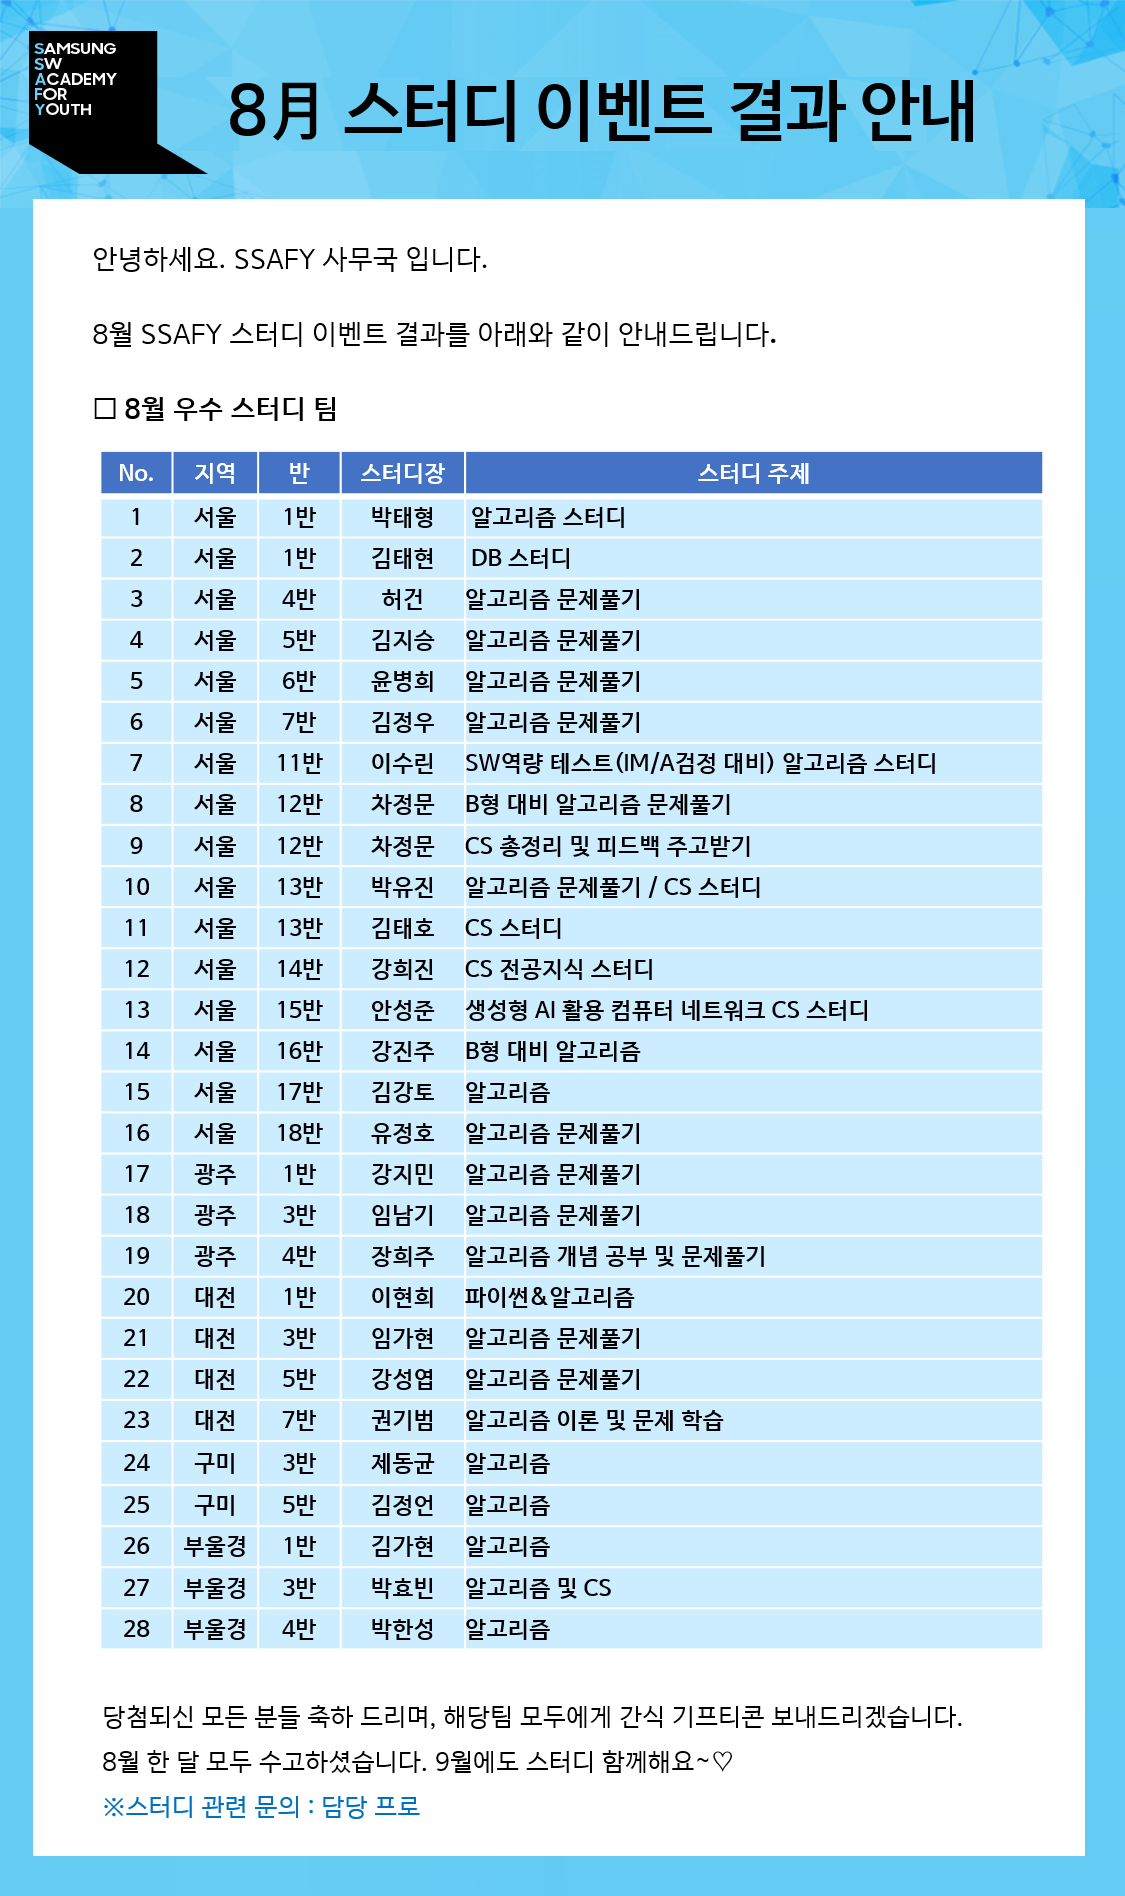 SAMSUNG
SW
ACADEMY
FOR
YOUTH
8月 스터디 이벤트 결과 안내
안녕하세요. SSAFY 사무국 입니다.
8월 SSAFY 스터디 이벤트 결과를 아래와 같이 안내드립니다.
□ 8월 우수 스터디 팀
No. 지역 반 스터디장 스터디 주제
1 서울 1반 박태형 알고리즘 스터디
2 서울 1반 김태현 DB 스터디
3 서울 4반 허건 알고리즘 문제풀기
4 서울 5반 김지승 알고리즘 문제풀기
5 서울 6반 윤병희 알고리즘 문제풀기
6 서울 7반 김정우 알고리즘 문제풀기
7 서울 11반 이수린 SW역량 테스트(IM/A검정 대비) 알고리즘 스터디
8 서울 12반 차정문 B형 대비 알고리즘 문제풀기
9 서울 12반 차정문 CS 총정리 및 피드백 주고받기
10 서울 13반 박유진 알고리즘 문제풀기 / CS 스터디
11 서울 13반 김태호 CS 스터디
12 서울 14반 강희진 CS 전공지식 스터디
13 서울 15반 안성준 생성형 AI 활용 컴퓨터 네트워크 CS 스터디
14 서울 16반 강진주 B형 대비 알고리즘
15 서울 17반 김강토 알고리즘
16 서울 18반 유정호 알고리즘 문제풀기
17 광주 1반 강지민 알고리즘 문제풀기
18 광주 3반 임남기 알고리즘 문제풀기
19 광주 4반 장희주 알고리즘 개념 공부 및 문제풀기
20 대전 1반 이현희 파이썬&알고리즘
21 대전 3반 임가현 알고리즘 문제풀기
22 대전 5반 강성엽 알고리즘 문제풀기
23 대전 7반 권기범 알고리즘 이론 및 문제 학습
24 구미 3반 제동균 알고리즘
25 구미 5반 김정언 알고리즘
26 부울경 1반 김가현 알고리즘
27 부울경 3반 박효빈 알고리즘 및 CS
28 부울경 4반 박한성 알고리즘
당첨되신 모든 분들 축하 드리며, 해당팀 모두에게 간식 기프티콘 보내드리겠습니다.
8월 한 달 모두 수고하셨습니다. 9월에도 스터디 함께해요~♡
※스터디 관련 문의 : 담당 프로